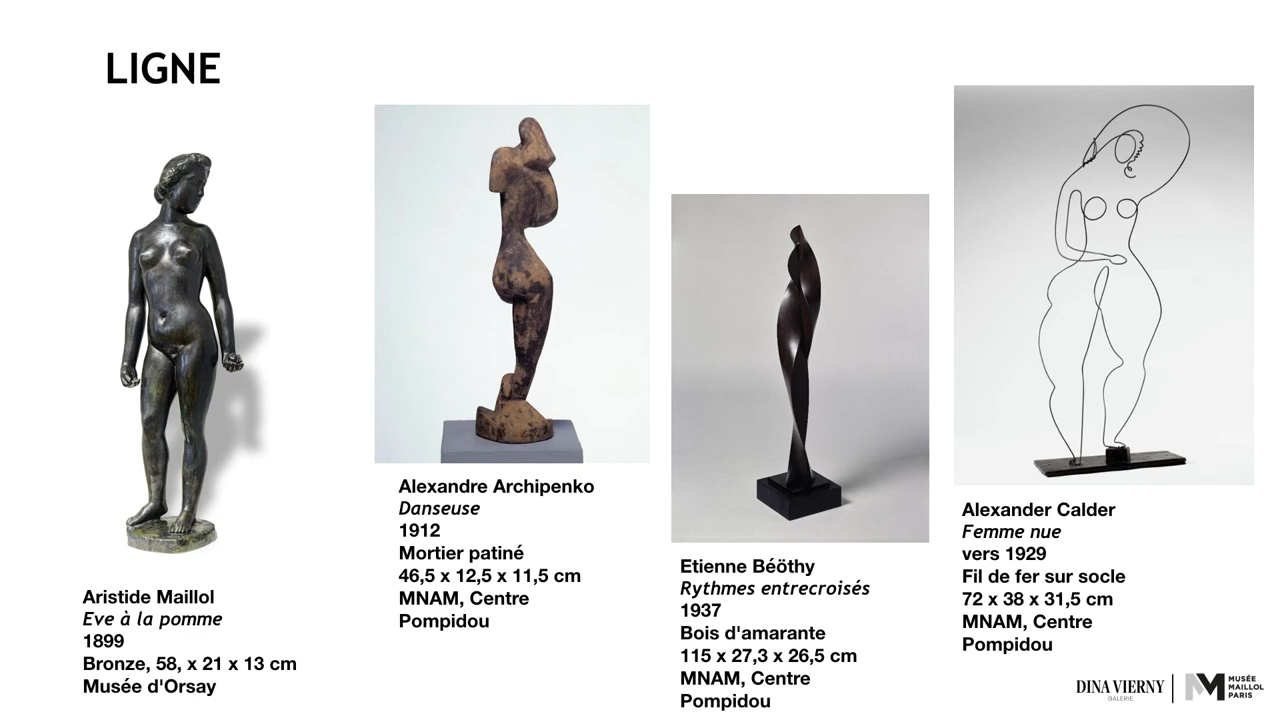 LIGNE
Aristide Maillol
Eve à la pomme
1899
Bronze, 58, x 21 x 13 cm
Musée d'Orsay
Alexandre Archipenko
Danseuse
1912
Mortier patiné
46,5 x 12,5 x 11,5 cm
MNAM, Centre
Pompidou
Etienne Béöthy
Rythmes entrecroisés
1937
Bois d'amarante
115 x 27,3 x 26,5 cm
MNAM, Centre
Pompidou
Alexander Calder
Femme nue
vers 1929
Fil de fer sur socle
72 x 38 x 31,5 cm
MNAM, Centre
Pompidou
DINA VIERNY
GALERIE
MUSÉE
MAILLOL
PARIS